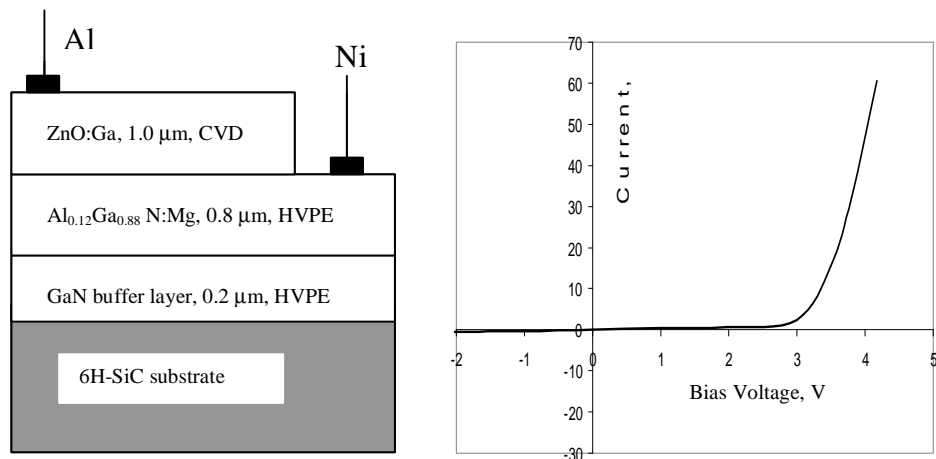 Al
Ni
ZnO:Ga, 1.0 μm, CVD
Al0.12Ga0.88 N:Mg, 0.8 μm, HVPE
GaN buffer layer, 0.2 μm, HVPE
6H-SiC substrate
70
60
50
40
30
20
10
0
-10
-20
-30
-2 -1 0 1 2 3 4 5
Current,
Bias Voltage, V